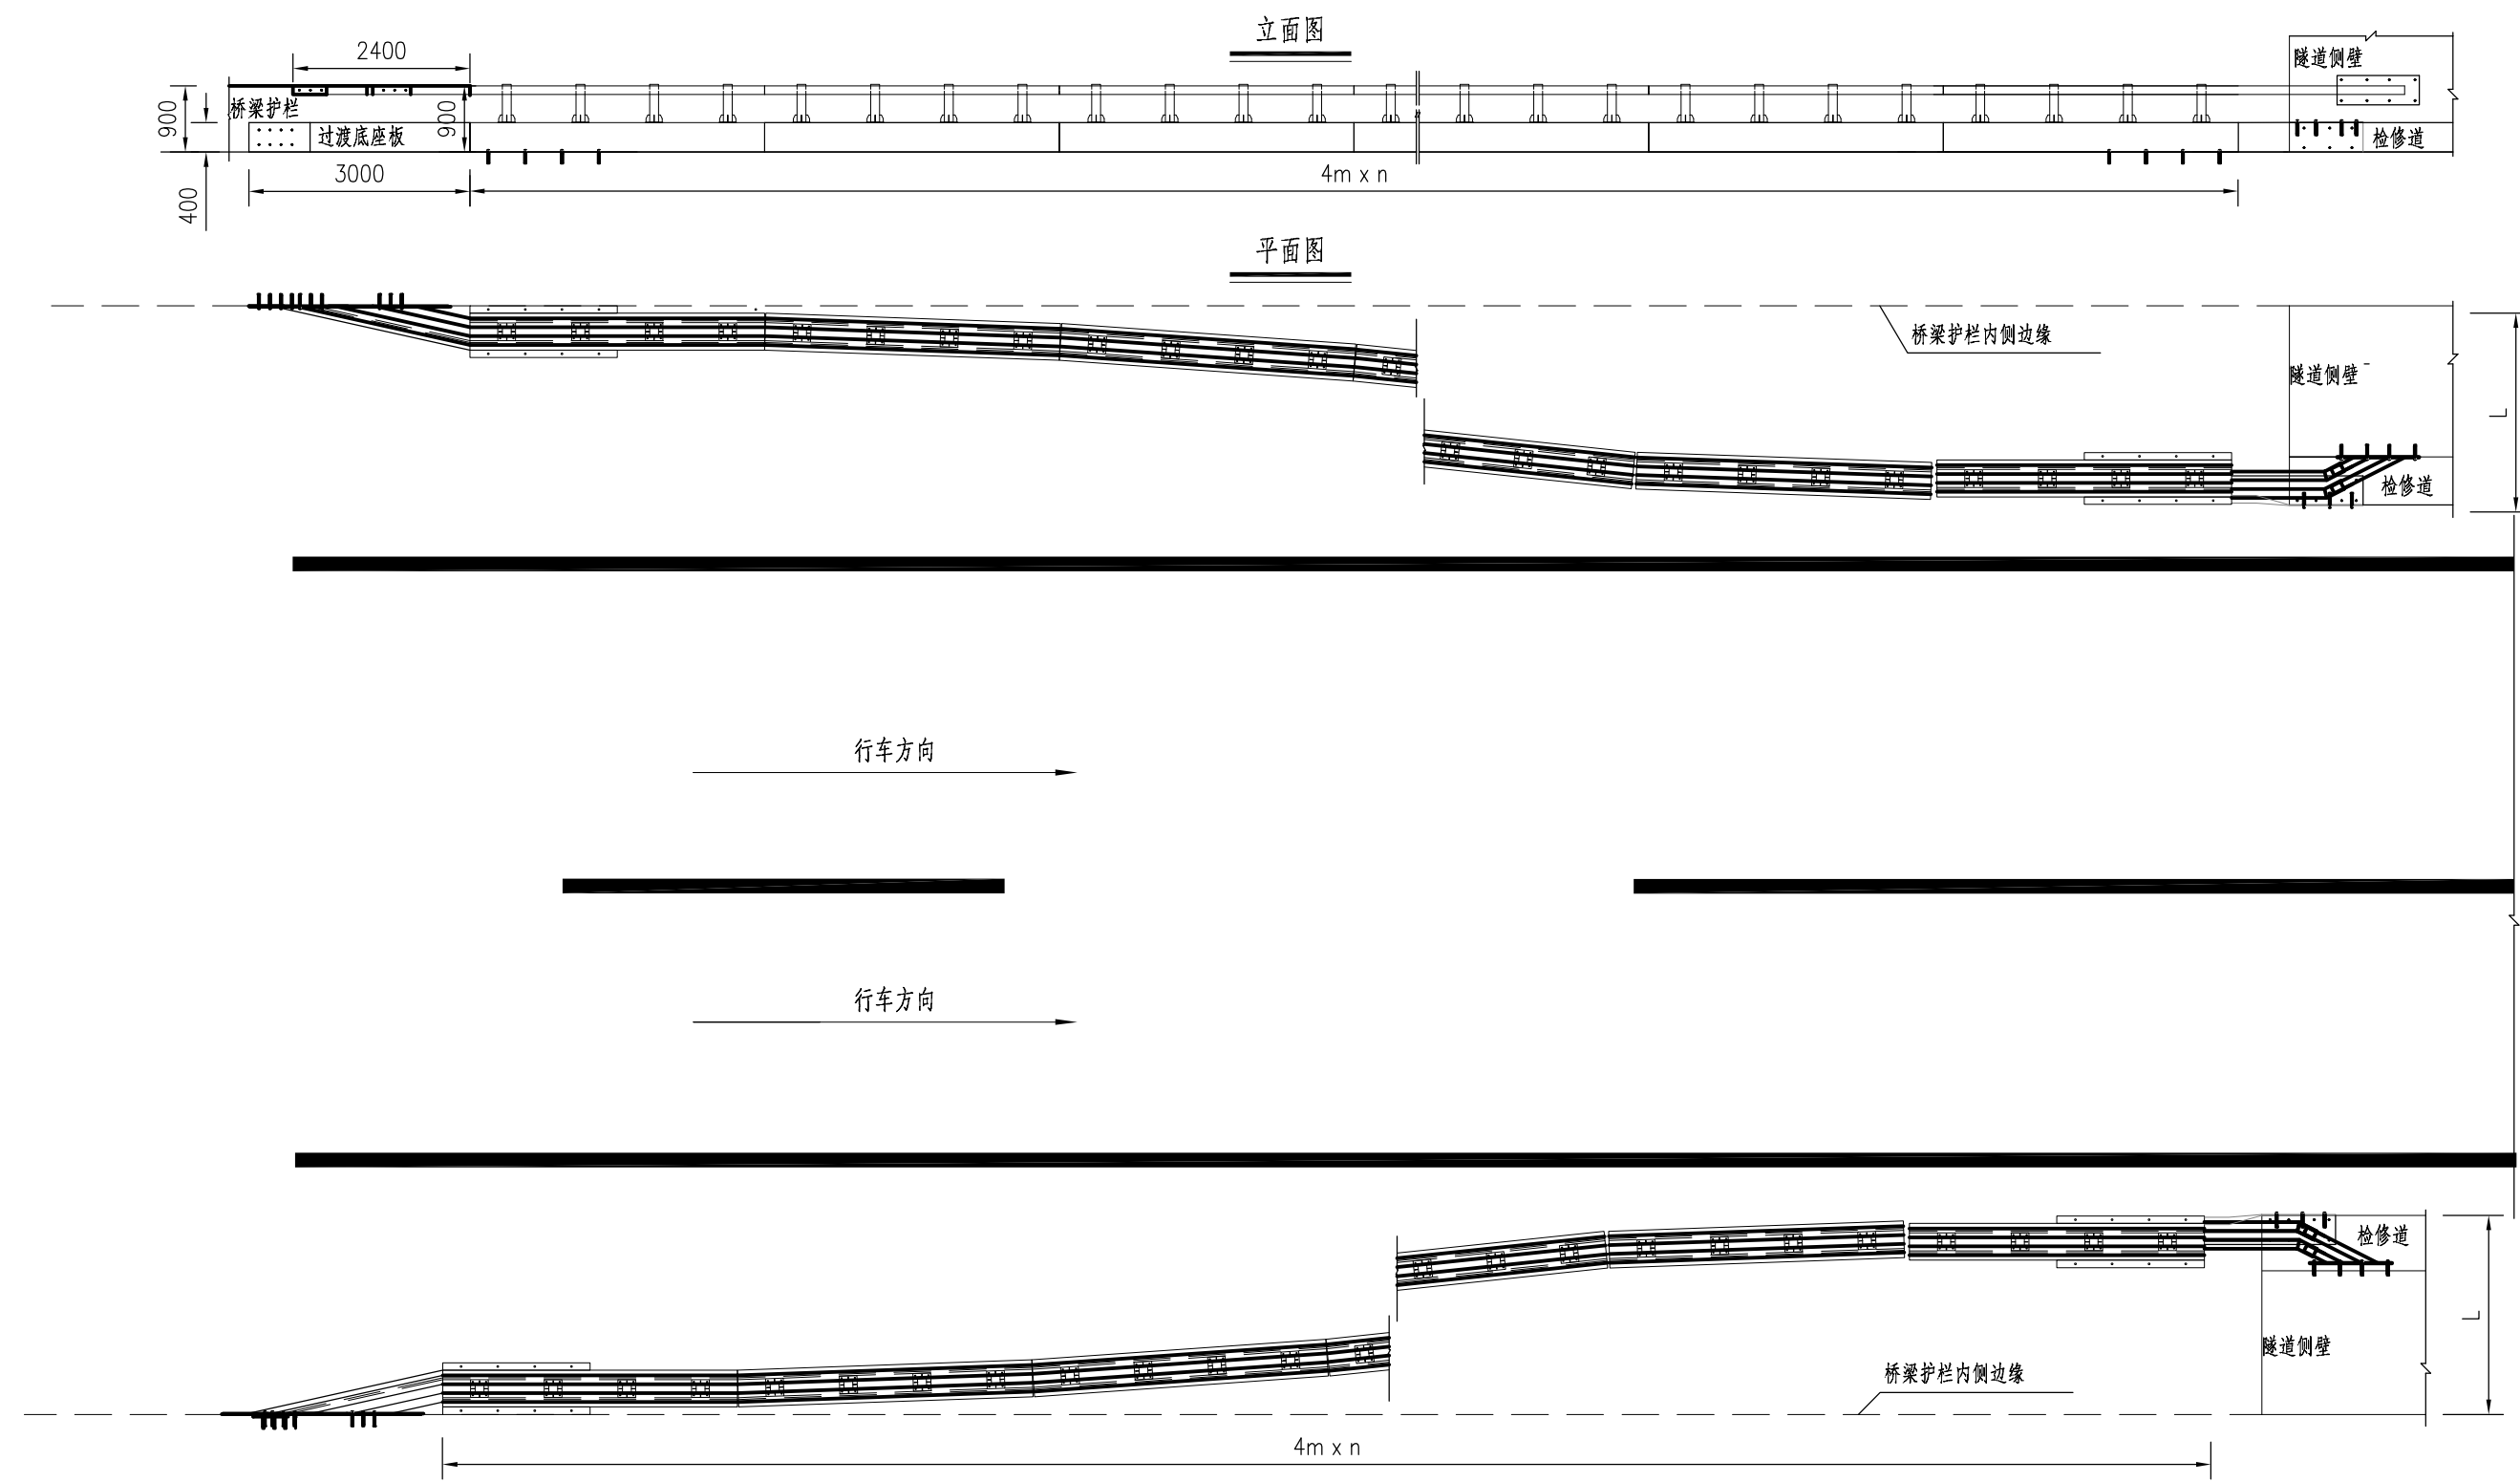 立面图
2400
隧道侧壁
900
桥梁护栏
900
过渡底座板
检修道
3000
4m x n
400
平面图
桥梁护栏内侧边缘
隧道侧壁
L
检修道
行车方向
行车方向
检修道
L
隧道侧壁
桥梁护栏内侧边缘
4m x n